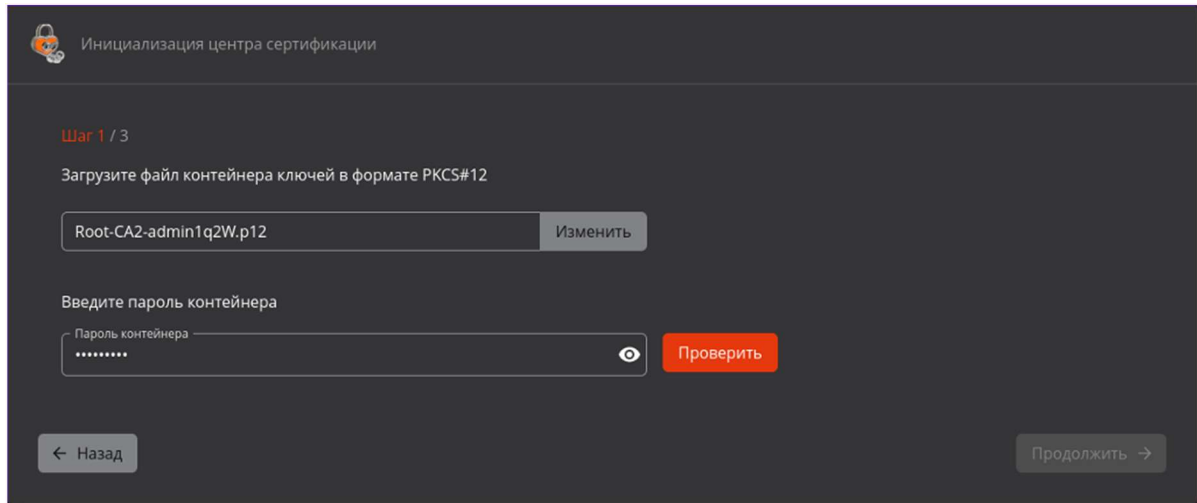 Инициализация центра сертификации
Шаг 1 / 3
Загрузите файл контейнера ключей в формате PKCS#12
Root-CA2-admin1q2W.p12 Изменить
Введите пароль контейнера
Пароль контейнера
••••••••• Проверить
← Назад Продолжить →